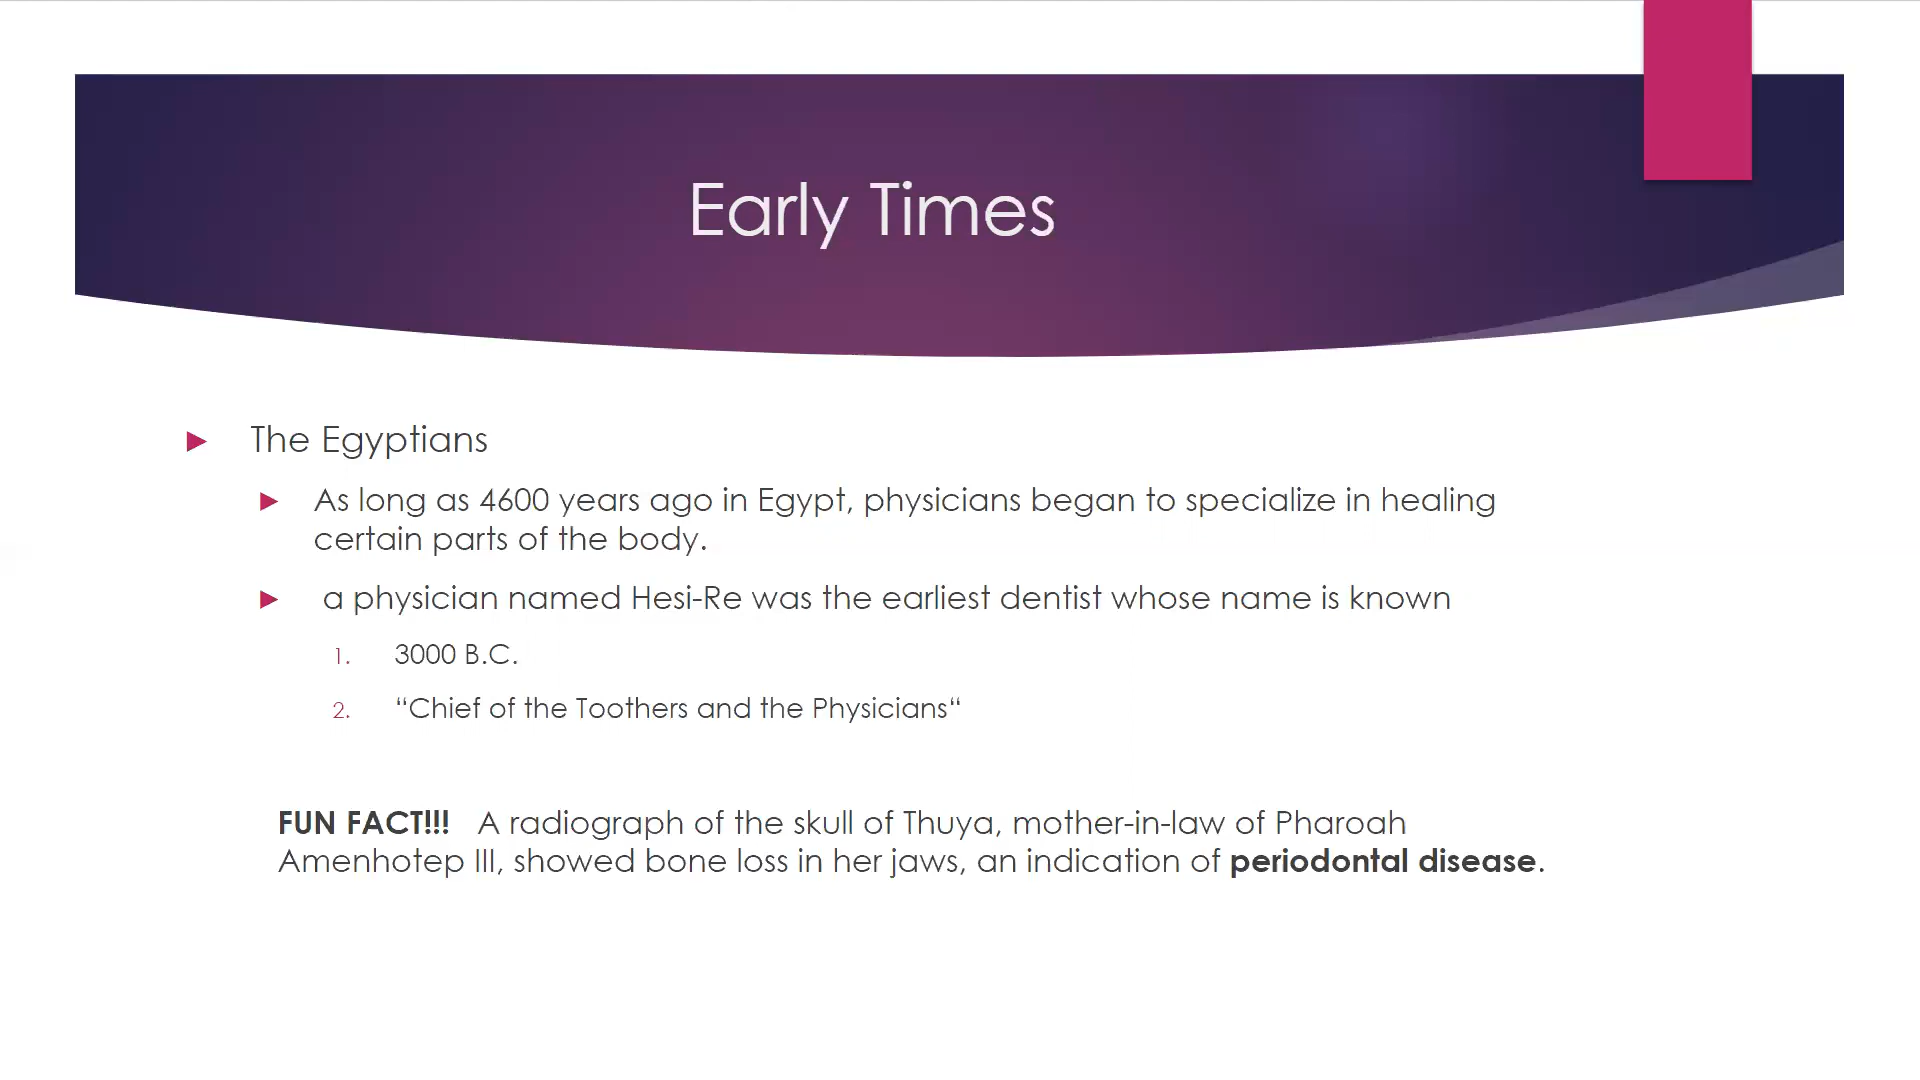 Early Times
The Egyptians
As long as 4600 years ago in Egypt, physicians began to specialize in healing
certain parts of the body.
a physician named Hesi-Re was the earliest dentist whose name is known
1. 3000 B.C.
2. “Chief of the Toothers and the Physicians“
FUN FACT!!! A radiograph of the skull of Thuya, mother-in-law of Pharoah
Amenhotep III, showed bone loss in her jaws, an indication of periodontal disease.